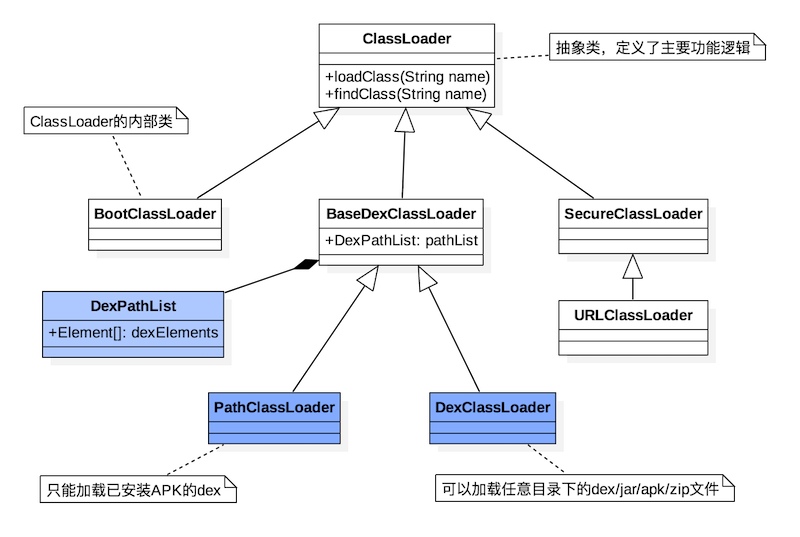 ClassLoader
+loadClass(String name)
+findClass(String name)
抽象类，定义了主要功能逻辑
ClassLoader的内部类
BootClassLoader
BaseDexClassLoader
+DexPathList: pathList
SecureClassLoader
DexPathList
+Element[]: dexElements
URLClassLoader
PathClassLoader
DexClassLoader
只能加载已安装APK的dex
可以加载任意目录下的dex/jar/apk/zip文件